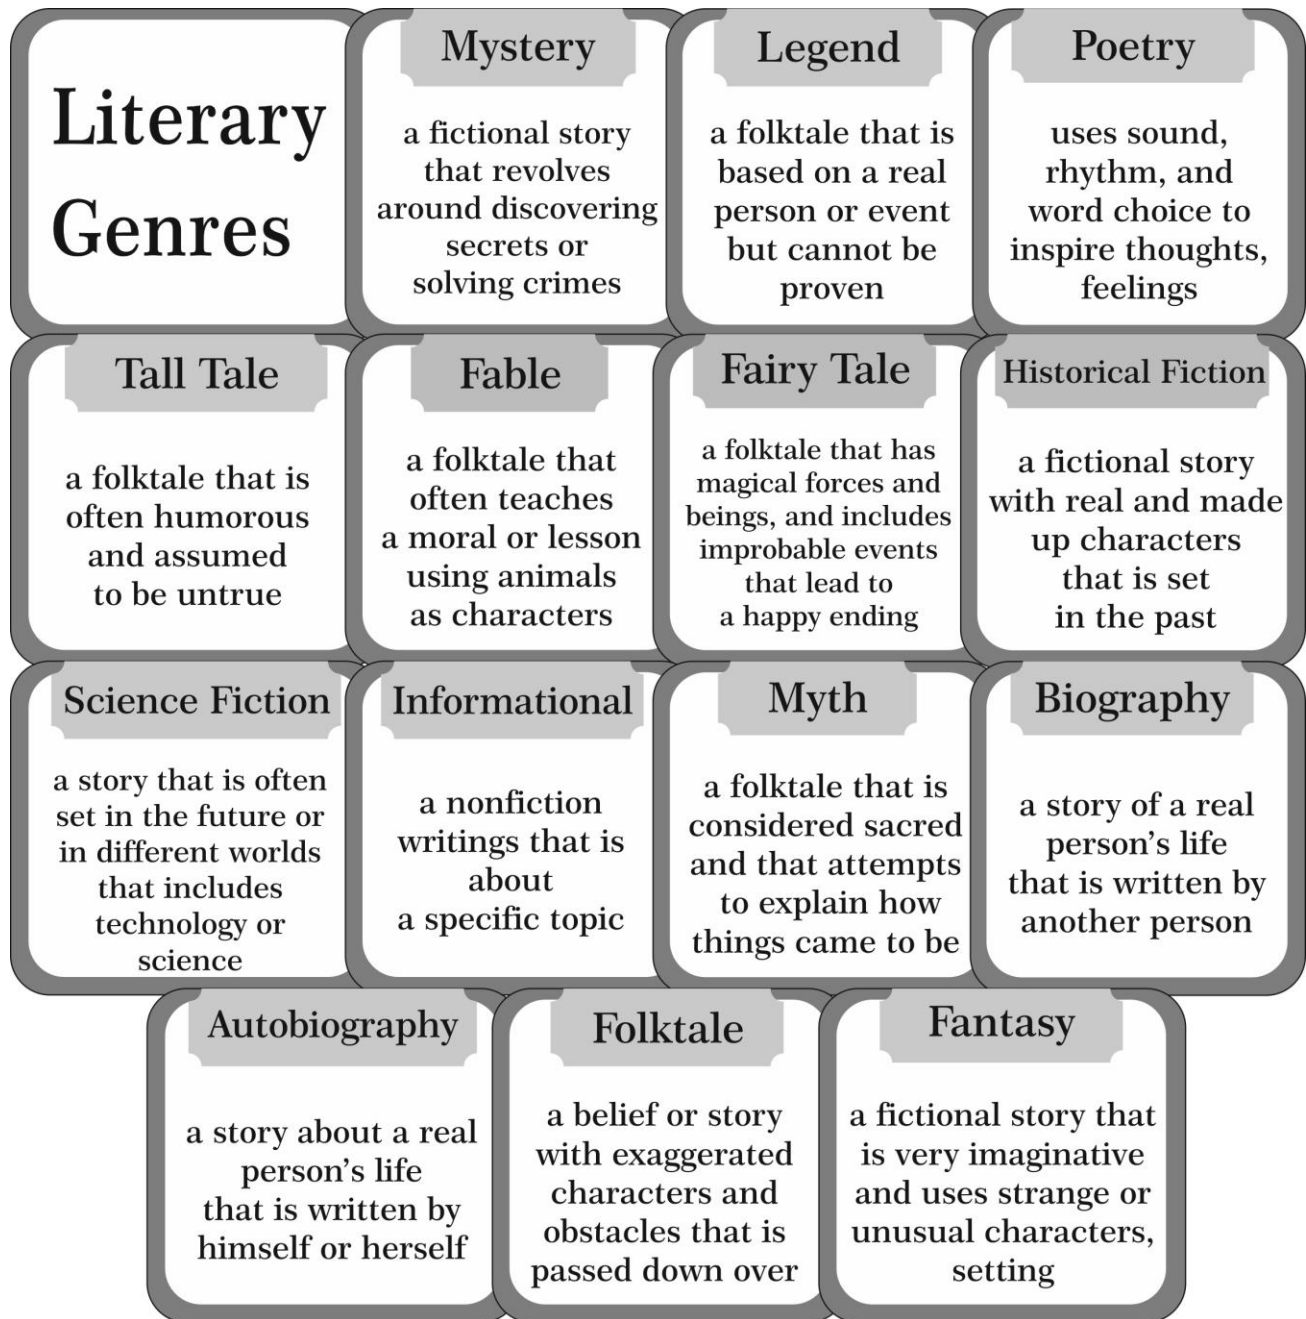 Literary
Genres
Mystery
a fictional story
that revolves
around discovering
secrets or
solving crimes
Legend
a folktale that is
based on a real
person or event
but cannot be
proven
Poetry
uses sound,
rhythm, and
word choice to
inspire thoughts,
feelings
Tall Tale
a folktale that is
often humorous
and assumed
to be untrue
Fable
a folktale that
often teaches
a moral or lesson
using animals
as characters
Fairy Tale
a folktale that has
magical forces and
beings, and includes
improbable events
that lead to
a happy ending
Historical Fiction
a fictional story
with real and made
up characters
that is set
in the past
Science Fiction
a story that is often
set in the future or
in different worlds
that includes
technology or
science
Informational
a nonfiction
writings that is
about
a specific topic
Myth
a folktale that is
considered sacred
and that attempts
to explain how
things came to be
Biography
a story of a real
person’s life
that is written by
another person
Autobiography
a story about a real
person’s life
that is written by
himself or herself
Folktale
a belief or story
with exaggerated
characters and
obstacles that is
passed down over
Fantasy
a fictional story that
is very imaginative
and uses strange or
unusual characters,
setting